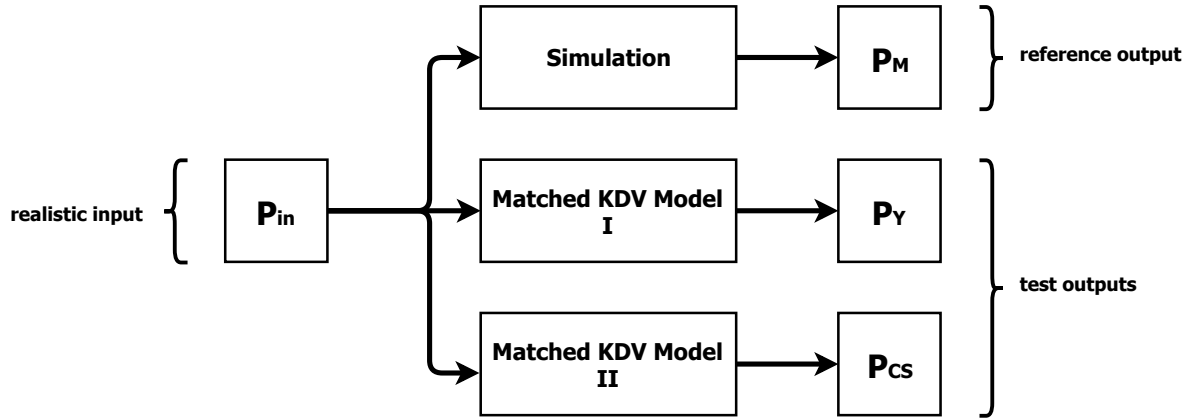 Simulation
PM
reference output
realistic input
Pin
Matched KDV Model
I
PY
test outputs
Matched KDV Model
II
PCS